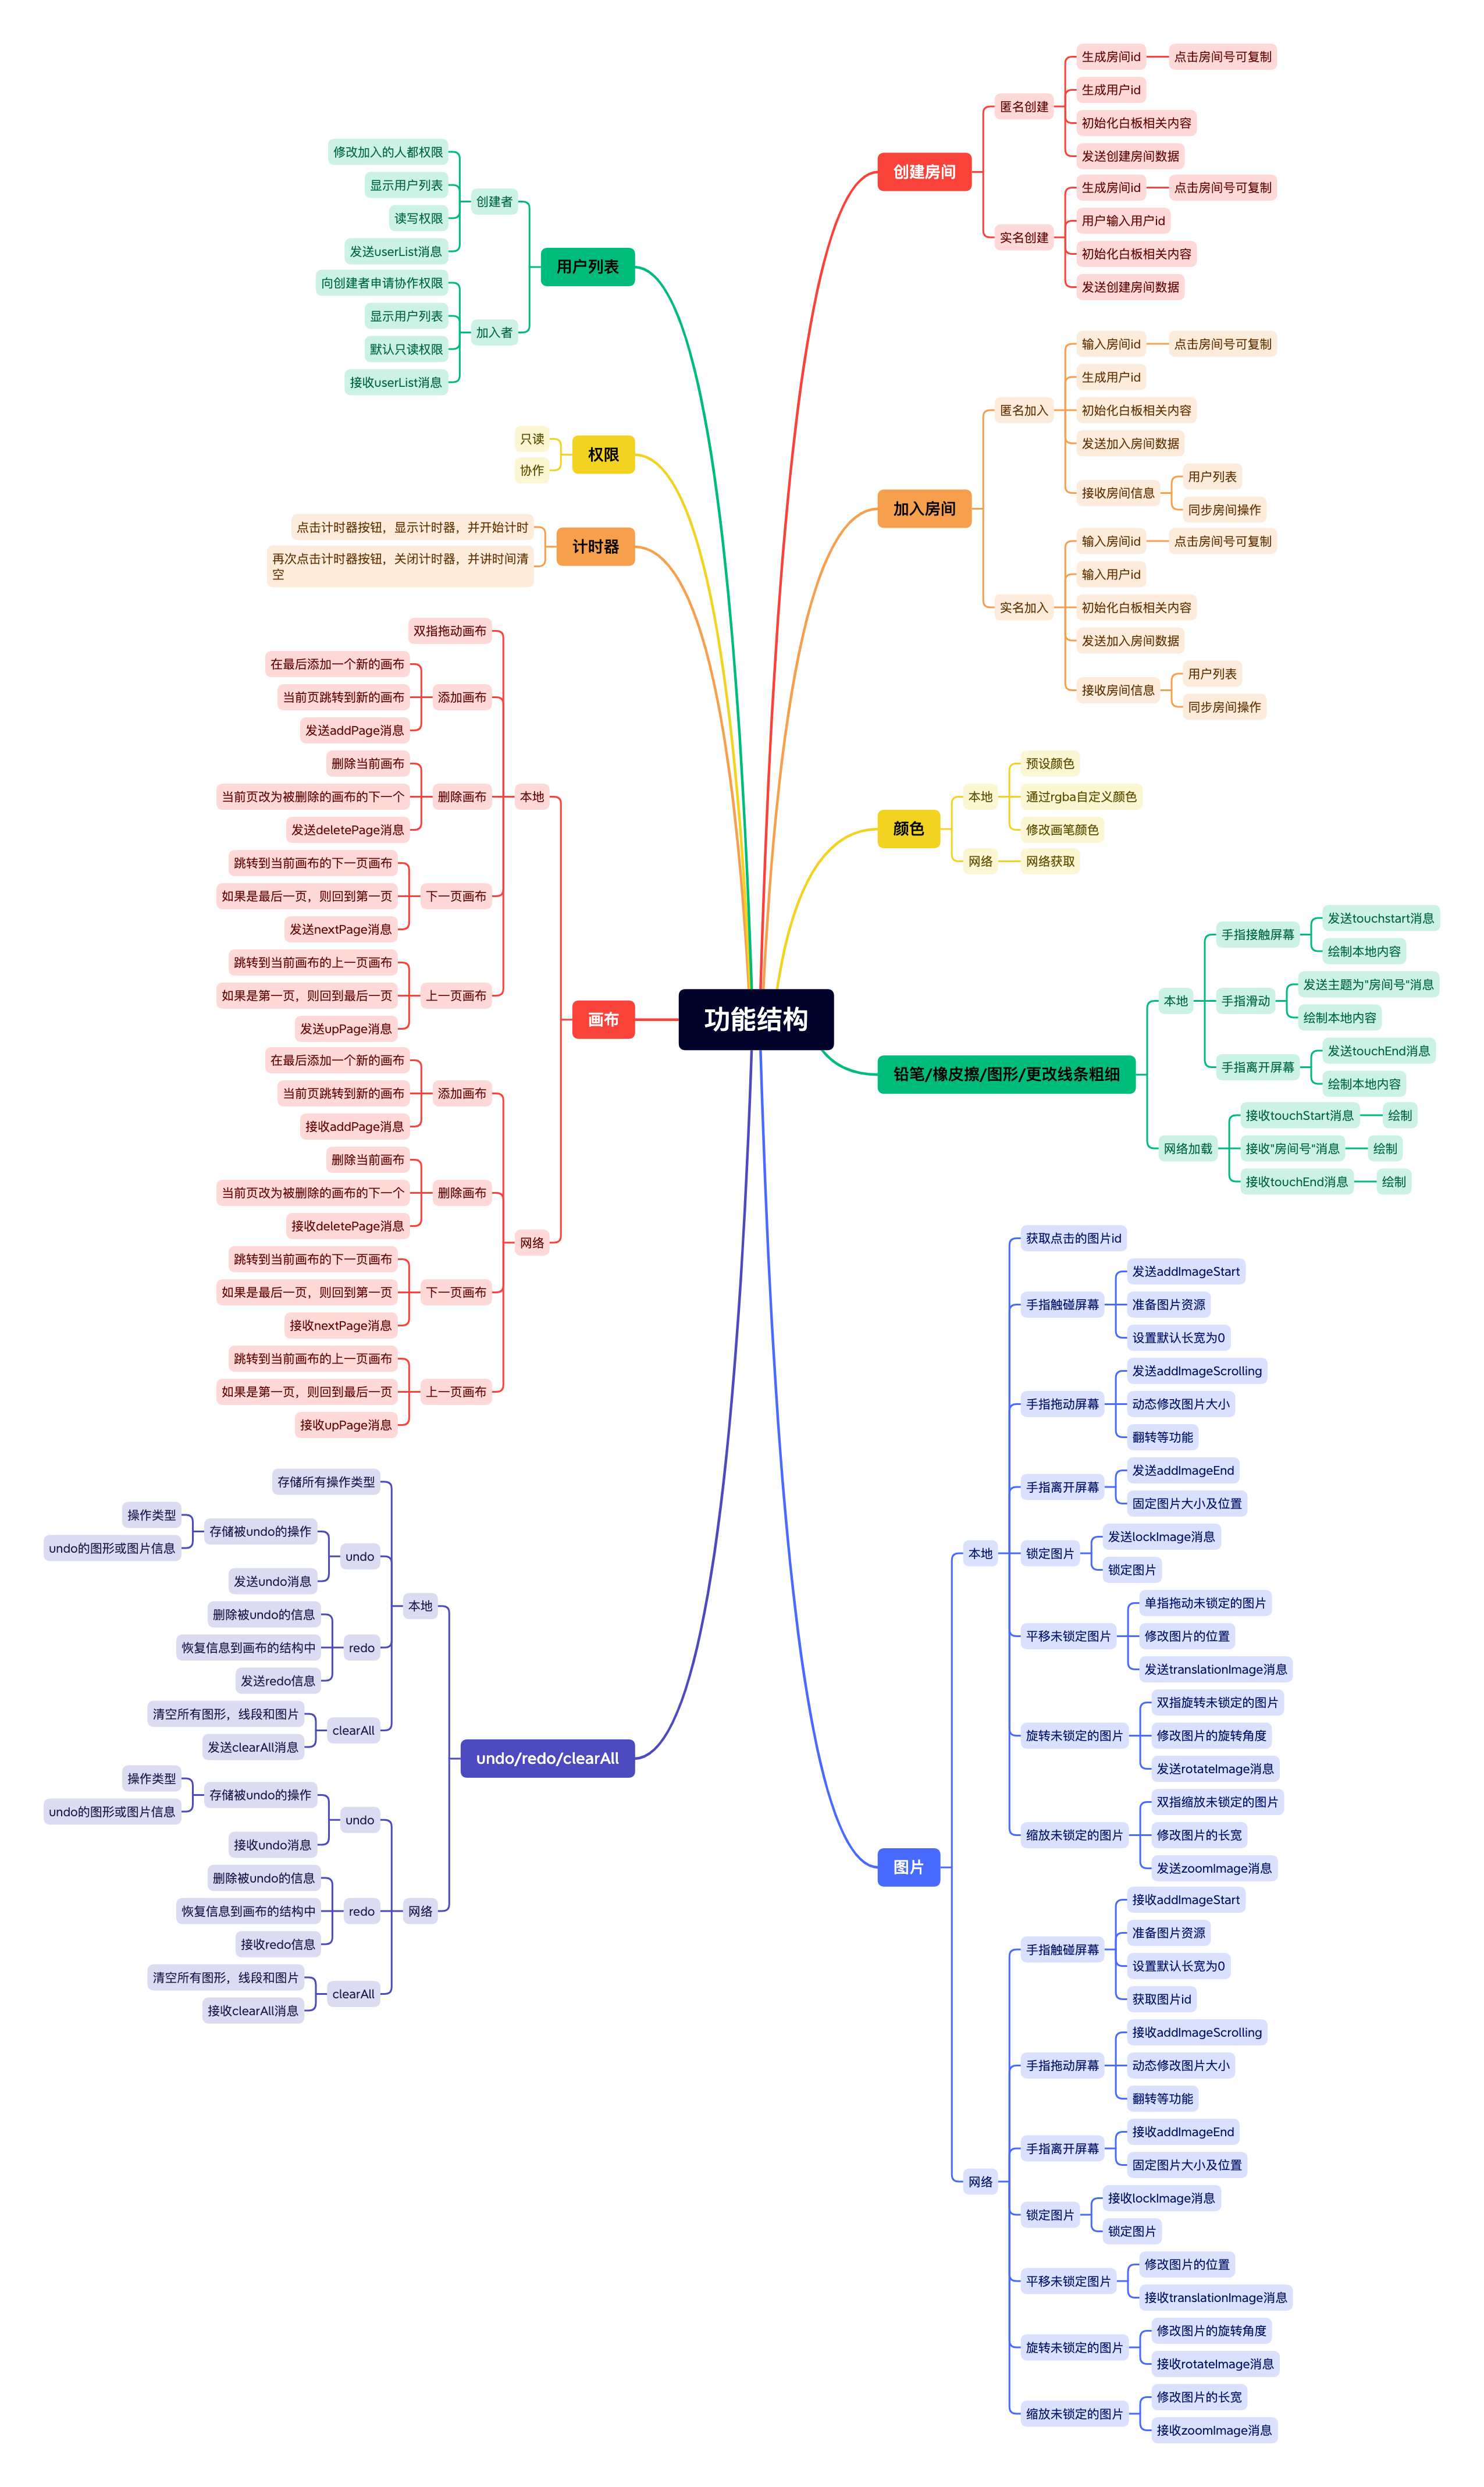 功能结构
创建房间
匿名创建
生成房间id
点击房间号可复制
生成用户id
初始化白板相关内容
发送创建房间数据
实名创建
生成房间id
点击房间号可复制
用户输入用户id
初始化白板相关内容
发送创建房间数据
加入房间
匿名加入
输入房间id
点击房间号可复制
生成用户id
初始化白板相关内容
发送加入房间数据
接收房间信息
用户列表
同步房间操作
实名加入
输入房间id
点击房间号可复制
输入用户id
初始化白板相关内容
发送加入房间数据
接收房间信息
用户列表
同步房间操作
颜色
本地
预设颜色
通过rgba自定义颜色
修改画笔颜色
网络
网络获取
铅笔/橡皮擦/图形/更改线条粗细
本地
手指接触屏幕
发送touchstart消息
绘制本地内容
手指滑动
发送主题为"房间号"消息
绘制本地内容
手指离开屏幕
发送touchEnd消息
绘制本地内容
网络加载
接收touchStart消息
绘制
接收"房间号"消息
绘制
接收touchEnd消息
绘制
图片
本地
获取点击的图片id
手指触碰屏幕
发送addImageStart
准备图片资源
设置默认长宽为0
手指拖动屏幕
发送addImageScrolling
动态修改图片大小
翻转等功能
手指离开屏幕
发送addImageEnd
固定图片大小及位置
锁定图片
发送lockImage消息
锁定图片
平移未锁定图片
单指拖动未锁定的图片
修改图片的位置
发送translationImage消息
旋转未锁定的图片
双指旋转未锁定的图片
修改图片的旋转角度
发送rotateImage消息
缩放未锁定的图片
双指缩放未锁定的图片
修改图片的长宽
发送zoomImage消息
网络
手指触碰屏幕
接收addImageStart
准备图片资源
设置默认长宽为0
获取图片id
手指拖动屏幕
接收addImageScrolling
动态修改图片大小
翻转等功能
手指离开屏幕
接收addImageEnd
固定图片大小及位置
锁定图片
接收lockImage消息
锁定图片
平移未锁定图片
修改图片的位置
接收translationImage消息
旋转未锁定的图片
修改图片的旋转角度
接收rotateImage消息
缩放未锁定的图片
修改图片的长宽
接收zoomImage消息
用户列表
创建者
修改加入的人都权限
显示用户列表
读写权限
发送userList消息
加入者
向创建者申请协作权限
显示用户列表
默认只读权限
接收userList消息
权限
只读
协作
计时器
点击计时器按钮，显示计时器，并开始计时
再次点击计时器按钮，关闭计时器，并讲时间清
空
画布
本地
双指拖动画布
添加画布
在最后添加一个新的画布
当前页跳转到新的画布
发送addPage消息
删除画布
删除当前画布
当前页改为被删除的画布的下一个
发送deletePage消息
下一页画布
跳转到当前画布的下一页画布
如果是最后一页，则回到第一页
发送nextPage消息
上一页画布
跳转到当前画布的上一页画布
如果是第一页，则回到最后一页
发送upPage消息
网络
添加画布
在最后添加一个新的画布
当前页跳转到新的画布
接收addPage消息
删除画布
删除当前画布
当前页改为被删除的画布的下一个
接收deletePage消息
下一页画布
跳转到当前画布的下一页画布
如果是最后一页，则回到第一页
接收nextPage消息
上一页画布
跳转到当前画布的上一页画布
如果是第一页，则回到最后一页
接收upPage消息
undo/redo/clearAll
本地
存储所有操作类型
undo
存储被undo的操作
操作类型
undo的图形或图片信息
发送undo消息
redo
删除被undo的信息
恢复信息到画布的结构中
发送redo信息
clearAll
清空所有图形，线段和图片
发送clearAll消息
网络
undo
存储被undo的操作
操作类型
undo的图形或图片信息
接收undo消息
redo
删除被undo的信息
恢复信息到画布的结构中
接收redo信息
clearAll
清空所有图形，线段和图片
接收clearAll消息